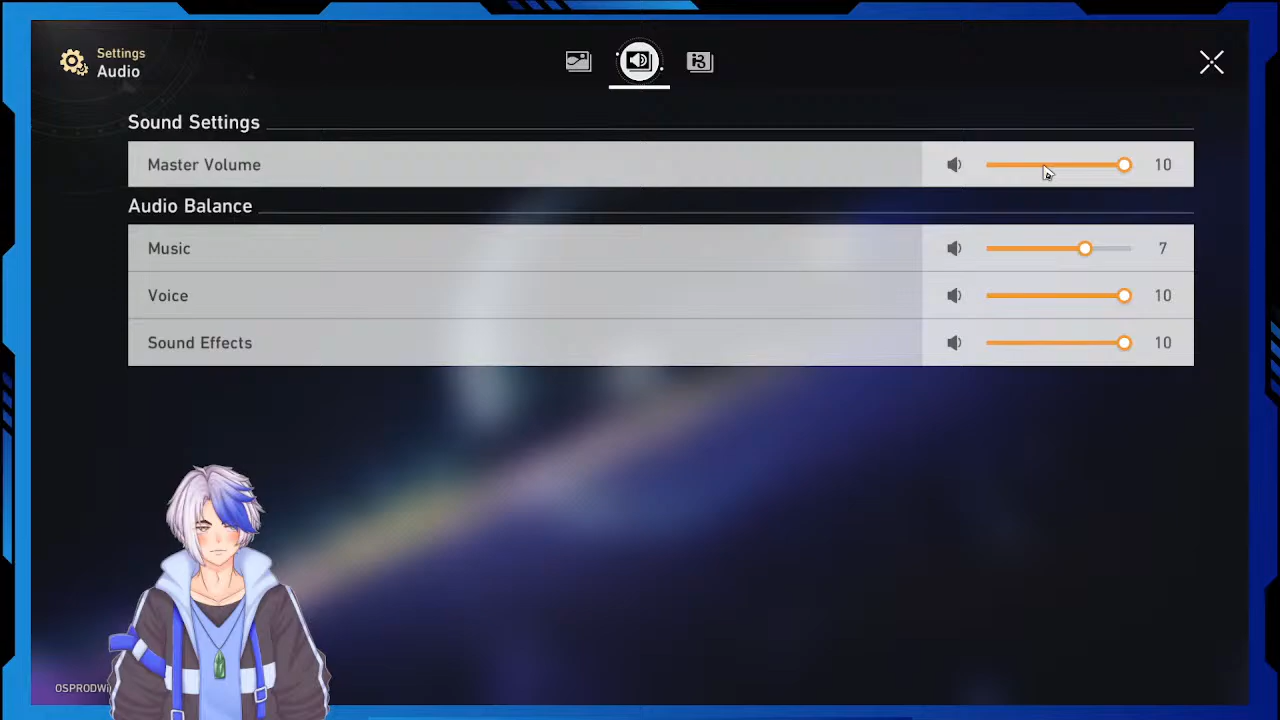 Settings
Audio
Sound Settings
Master Volume 10
Audio Balance
Music 7
Voice 10
Sound Effects 10